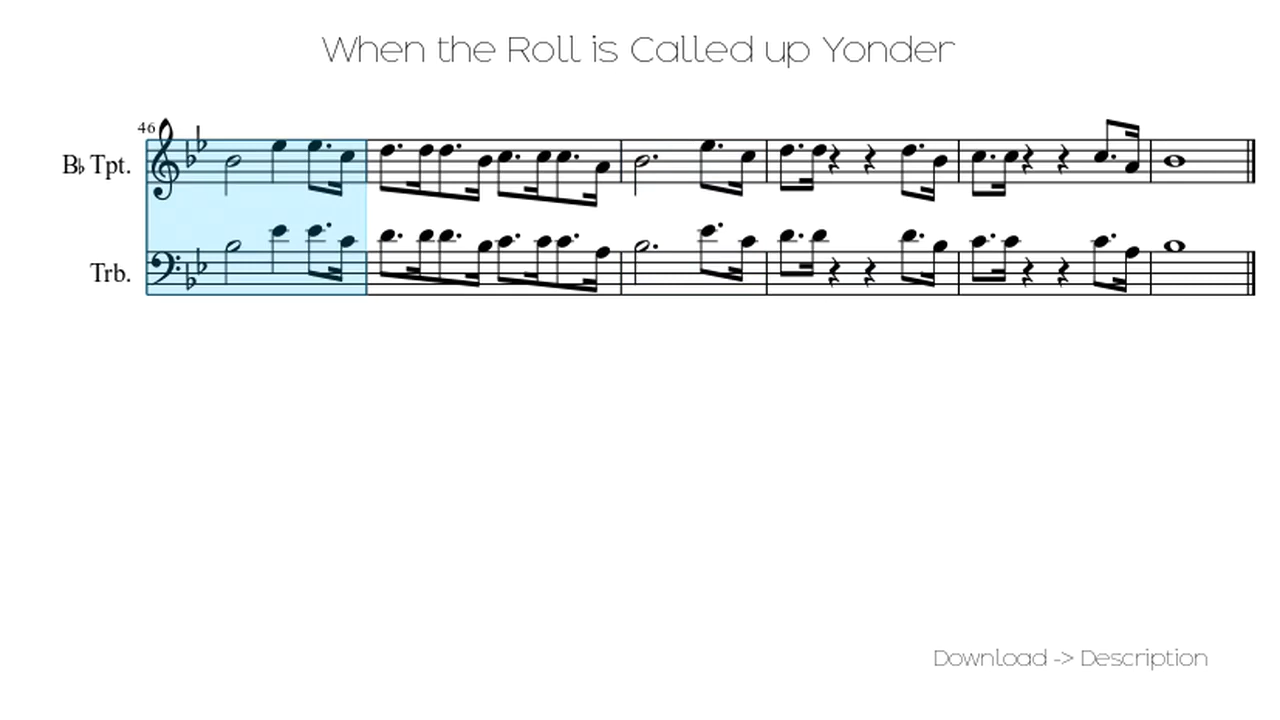 When the Roll is Called up Yonder
46
B♭ Tpt.
Trb.
Download -> Description